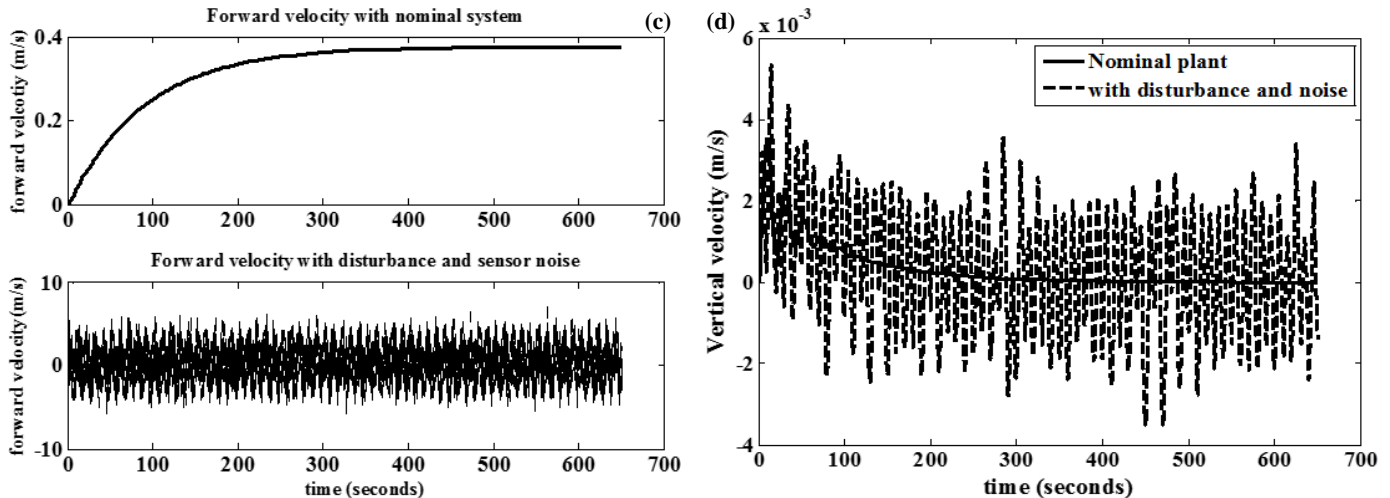 Forward velocity with nominal system
(c)
forward velcotiy (m/s)
0.4
0.2
0
0 100 200 300 400 500 600 700
Forward velocity with disturbance and sensor noise
forward velocity(m/s)
10
0
-10
0 100 200 300 400 500 600 700
time (seconds)
(d)
x 10-3
Vertical velocity (m/s)
6
4
2
0
-2
-4
Nominal plant
with disturbance and noise
0 100 200 300 400 500 600 700
time (seconds)